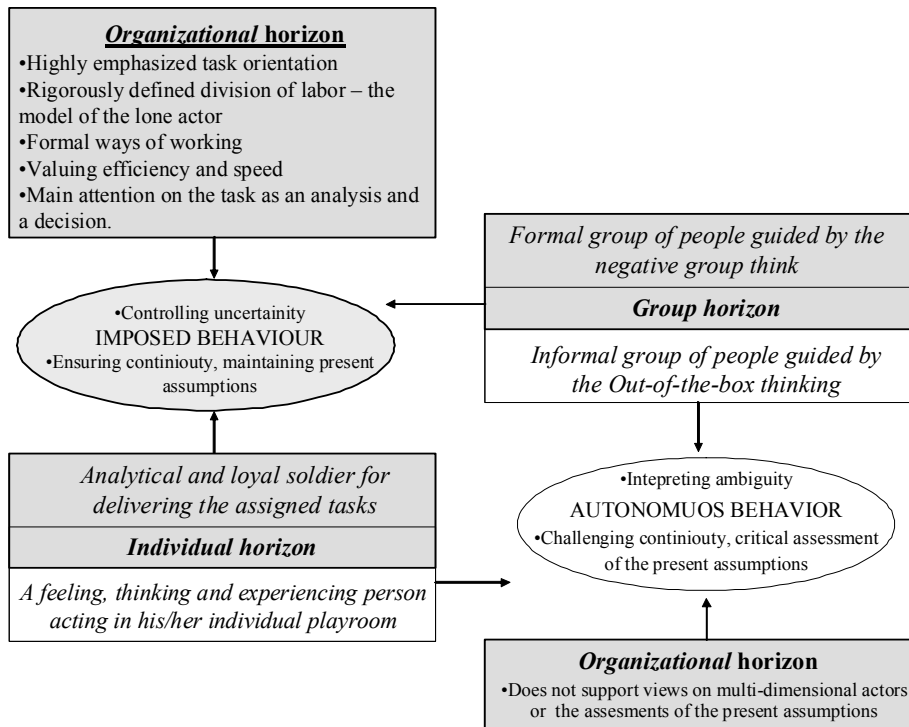 Organizational horizon
•Highly emphasized task orientation
•Rigorously defined division of labor – the
model of the lone actor
•Formal ways of working
•Valuing efficiency and speed
•Main attention on the task as an analysis and
a decision.
Formal group of people guided by the
negative group think
Group horizon
Informal group of people guided by
the Out-of-the-box thinking
•Controlling uncertainity
IMPOSED BEHAVIOUR
•Ensuring continiouty, maintaining present
assumptions
Analytical and loyal soldier for
delivering the assigned tasks
Individual horizon
A feeling, thinking and experiencing person
acting in his/her individual playroom
•Intepreting ambiguity
AUTONOMUOS BEHAVIOR
•Challenging continiouty, critical assessment
of the present assumptions
Organizational horizon
•Does not support views on multi-dimensional actors
or the assesments of the present assumptions